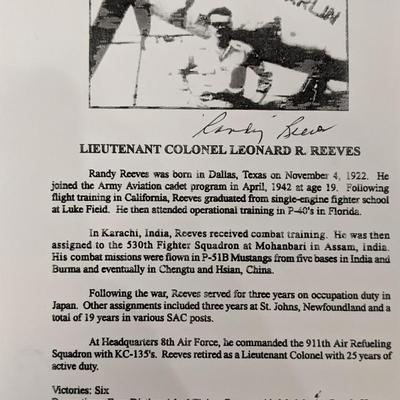 RLIN
"Randy" Reeves
LIEUTENANT COLONEL LEONARD R. REEVES
Randy Reeves was born in Dallas, Texas on November 4, 1922. He
joined the Army Aviation cadet program in April, 1942 at age 19. Following
flight training in California, Reeves graduated from single-engine fighter school
at Luke Field. He then attended operational training in P-40's in Florida.
In Karachi, India, Reeves received combat training. He was then
assigned to the 530th Fighter Squadron at Mohanbari in Assam, India.
His combat missions were flown in P-51B Mustangs from five bases in India and
Burma and eventually in Chengtu and Hsian, China.
Following the war, Reeves served for three years on occupation duty in
Japan. Other assignments included three years at St. Johns, Newfoundland and a
total of 19 years in various SAC posts.
At Headquarters 8th Air Force, he commanded the 911th Air Refueling
Squadron with KC-135's. Reeves retired as a Lieutenant Colonel with 25 years of
active duty.
Victories: Six